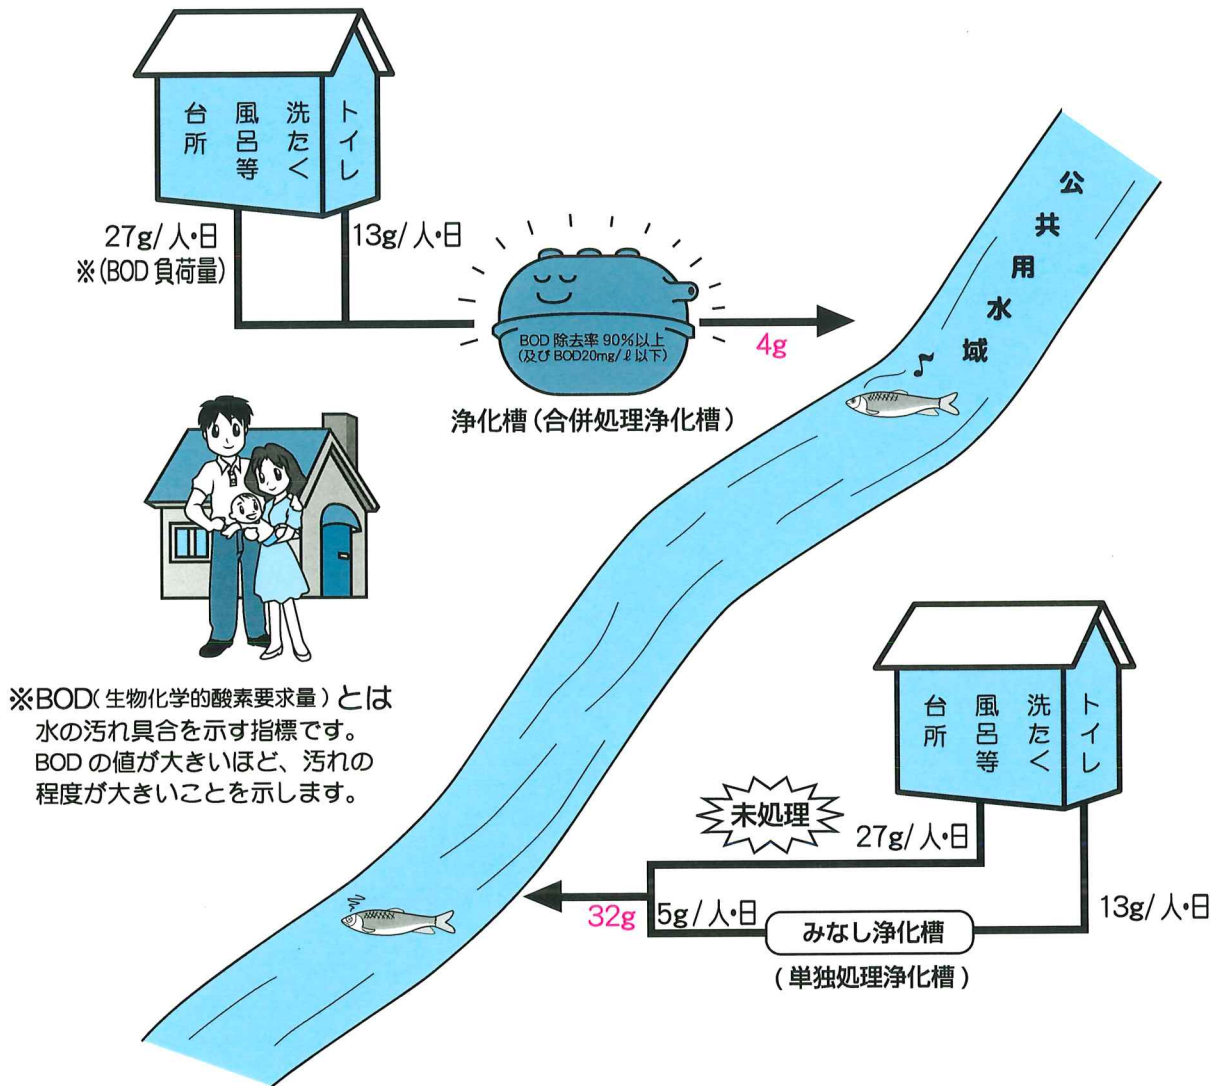 台所
風呂等
洗たく
トイレ
27g/人・日
※(BOD負荷量)
13g/人・日
BOD除去率90%以上
(及びBOD20mg/ℓ以下)
4g
浄化槽(合併処理浄化槽)
公共用水域
※BOD(生物化学的酸素要求量)とは
水の汚れ具合を示す指標です。
BODの値が大きいほど、汚れの
程度が大きいことを示します。
台所
風呂等
洗たく
トイレ
未処理
27g/人・日
32g
5g/人・日
13g/人・日
みなし浄化槽
(単独処理浄化槽)